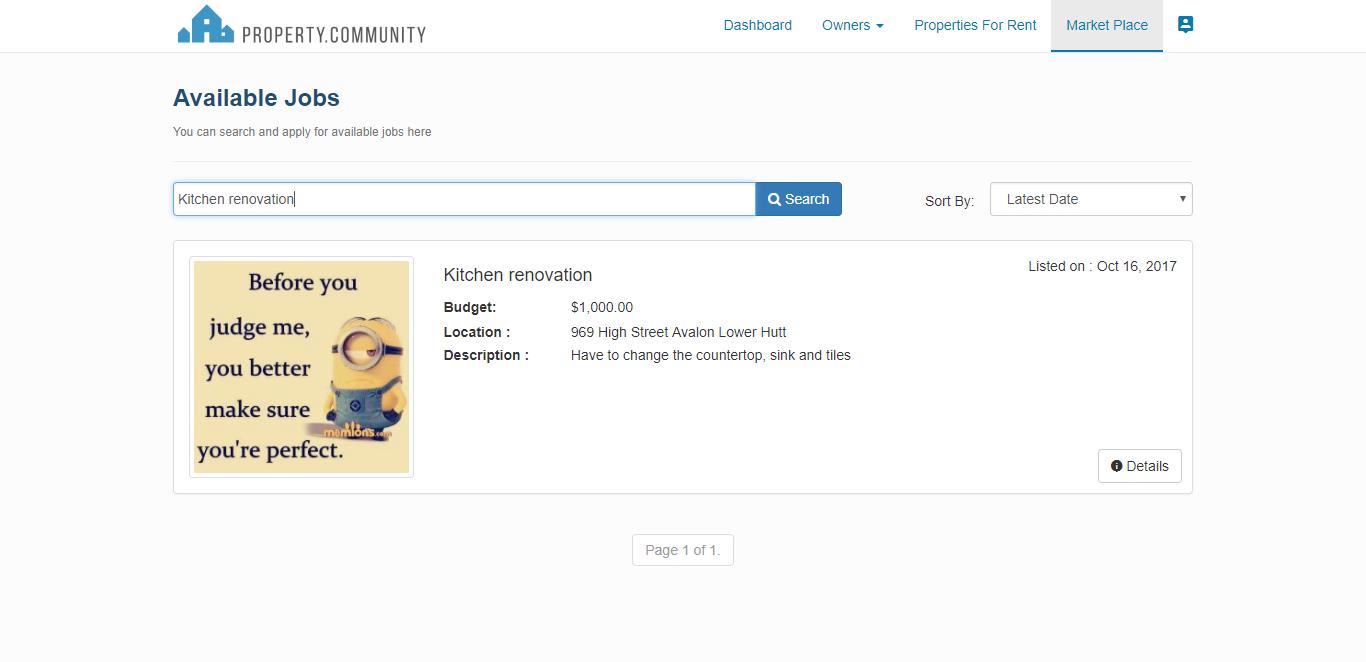 PROPERTY.COMMUNITY
Dashboard
Owners
Properties For Rent
Market Place
Available Jobs
You can search and apply for available jobs here
Kitchen renovation
Search
Sort By:
Latest Date
Before you
judge me,
you better
make sure
you're perfect.
memions.com
Kitchen renovation
Listed on : Oct 16, 2017
Budget: $1,000.00
Location : 969 High Street Avalon Lower Hutt
Description : Have to change the countertop, sink and tiles
Details
Page 1 of 1.